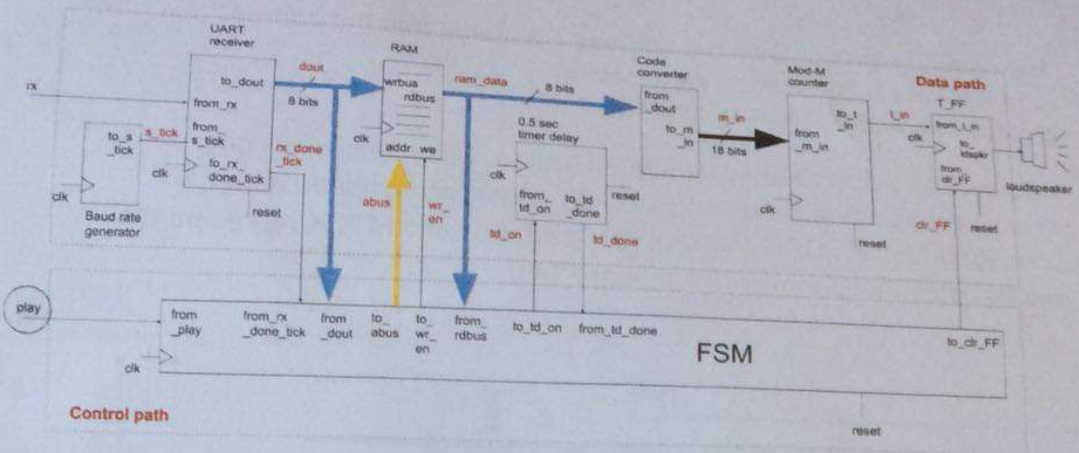 UART
receiver
rx
to_dout
from_rx
from_
s_tick
to_rx_
done_tick
clk
reset
to_s
_tick
s_tick
clk
Baud rate
generator
dout
8 bits
rx_done
_tick
RAM
wrbus
rdbus
clk
addr we
abus
wr_
en
ram_data
8 bits
0.5 sec
timer delay
clk
from_
td_on
to_td
_done
reset
td_on
td_done
Code
converter
from
_dout
to_m
_in
m_in
18 bits
Mod-M
counter
from
_m_in
to_t
_in
clk
reset
Data path
t_in
T_FF
clk
from_t_in
to_
ldspkr
from_
clr_FF
reset
clr_FF
loudspeaker
play
from
_play
from_rx
_done_tick
from
_dout
to_
abus
to_
wr_
en
from_
rdbus
to_td_on
from_td_done
to_clr_FF
FSM
clk
reset
Control path